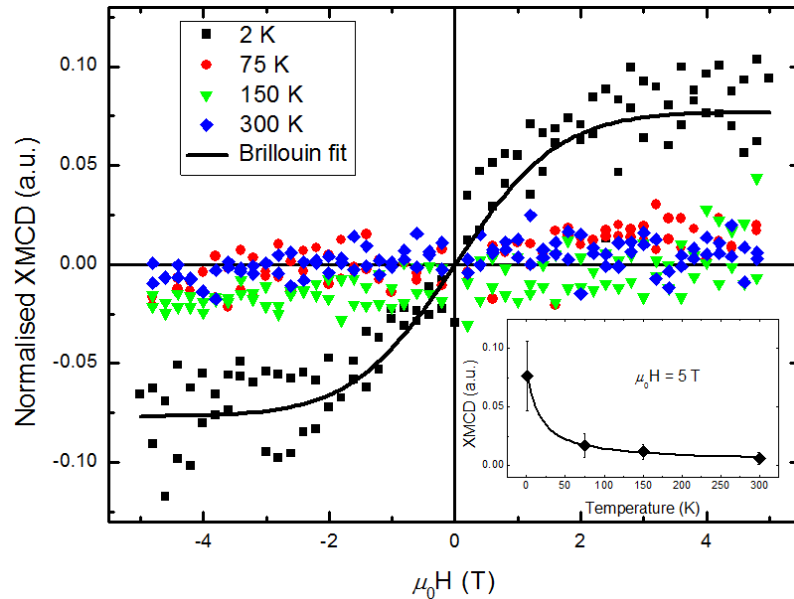 2 K
75 K
150 K
300 K
Brillouin fit
Normalised XMCD (a.u.)
0.10
0.05
0.00
-0.05
-0.10
-4
-2
0
2
4
μ₀H (T)
XMCD (a.u.)
0.10
0.05
0.00
μ₀H = 5 T
0 50 100 150 200 250 300
Temperature (K)